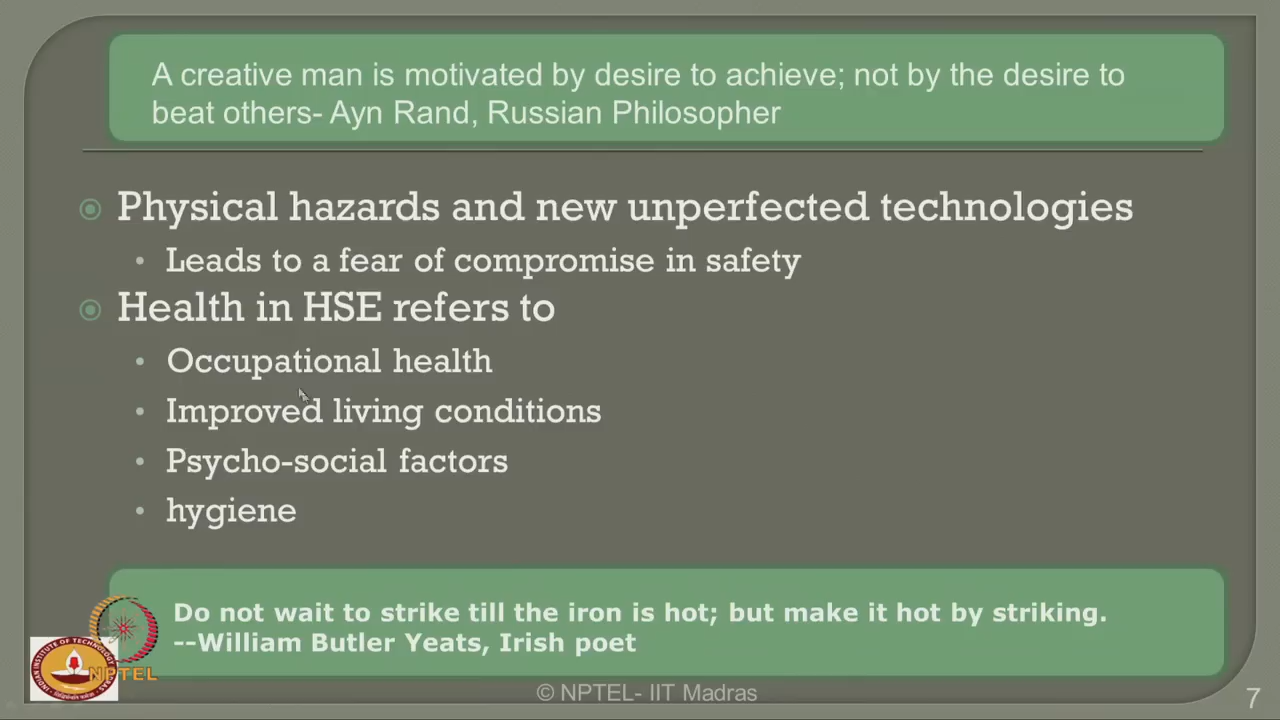 A creative man is motivated by desire to achieve; not by the desire to
beat others- Ayn Rand, Russian Philosopher
Physical hazards and new unperfected technologies
Leads to a fear of compromise in safety
Health in HSE refers to
Occupational health
Improved living conditions
Psycho-social factors
hygiene
Do not wait to strike till the iron is hot; but make it hot by striking.
--William Butler Yeats, Irish poet
NPTEL
© NPTEL- IIT Madras
7